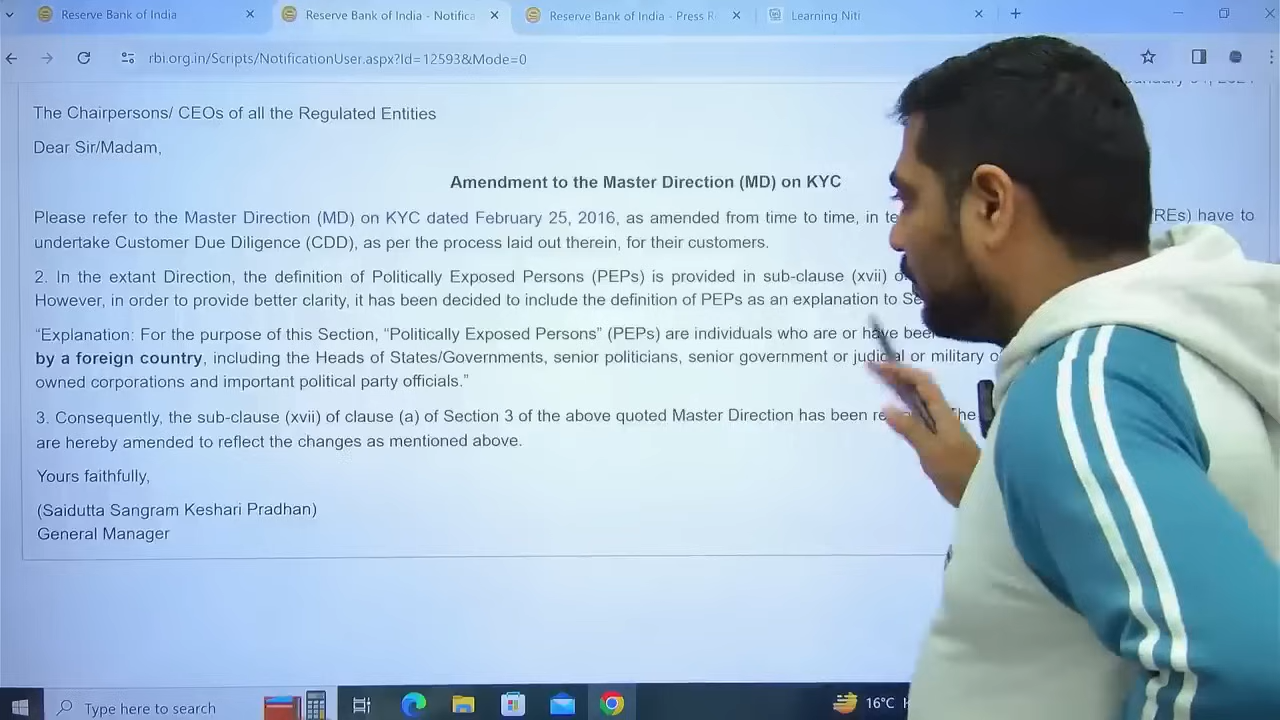 Reserve Bank of India
Reserve Bank of India - Notifica
Reserve Bank of India - Press R
Learning Niti
rbi.org.in/Scripts/NotificationUser.aspx?Id=12593&Mode=0
The Chairpersons/ CEOs of all the Regulated Entities
Dear Sir/Madam,
Amendment to the Master Direction (MD) on KYC
Please refer to the Master Direction (MD) on KYC dated February 25, 2016, as amended from time to time, in REs) have to
undertake Customer Due Diligence (CDD), as per the process laid out therein, for their customers.
2. In the extant Direction, the definition of Politically Exposed Persons (PEPs) is provided in sub-clause (xvii)
However, in order to provide better clarity, it has been decided to include the definition of PEPs as an explanation to
“Explanation: For the purpose of this Section, “Politically Exposed Persons” (PEPs) are individuals who are or have
by a foreign country, including the Heads of States/Governments, senior politicians, senior government or judicial or military
owned corporations and important political party officials.”
3. Consequently, the sub-clause (xvii) of clause (a) of Section 3 of the above quoted Master Direction has been
are hereby amended to reflect the changes as mentioned above.
Yours faithfully,
(Saidutta Sangram Keshari Pradhan)
General Manager
Type here to search
16°C